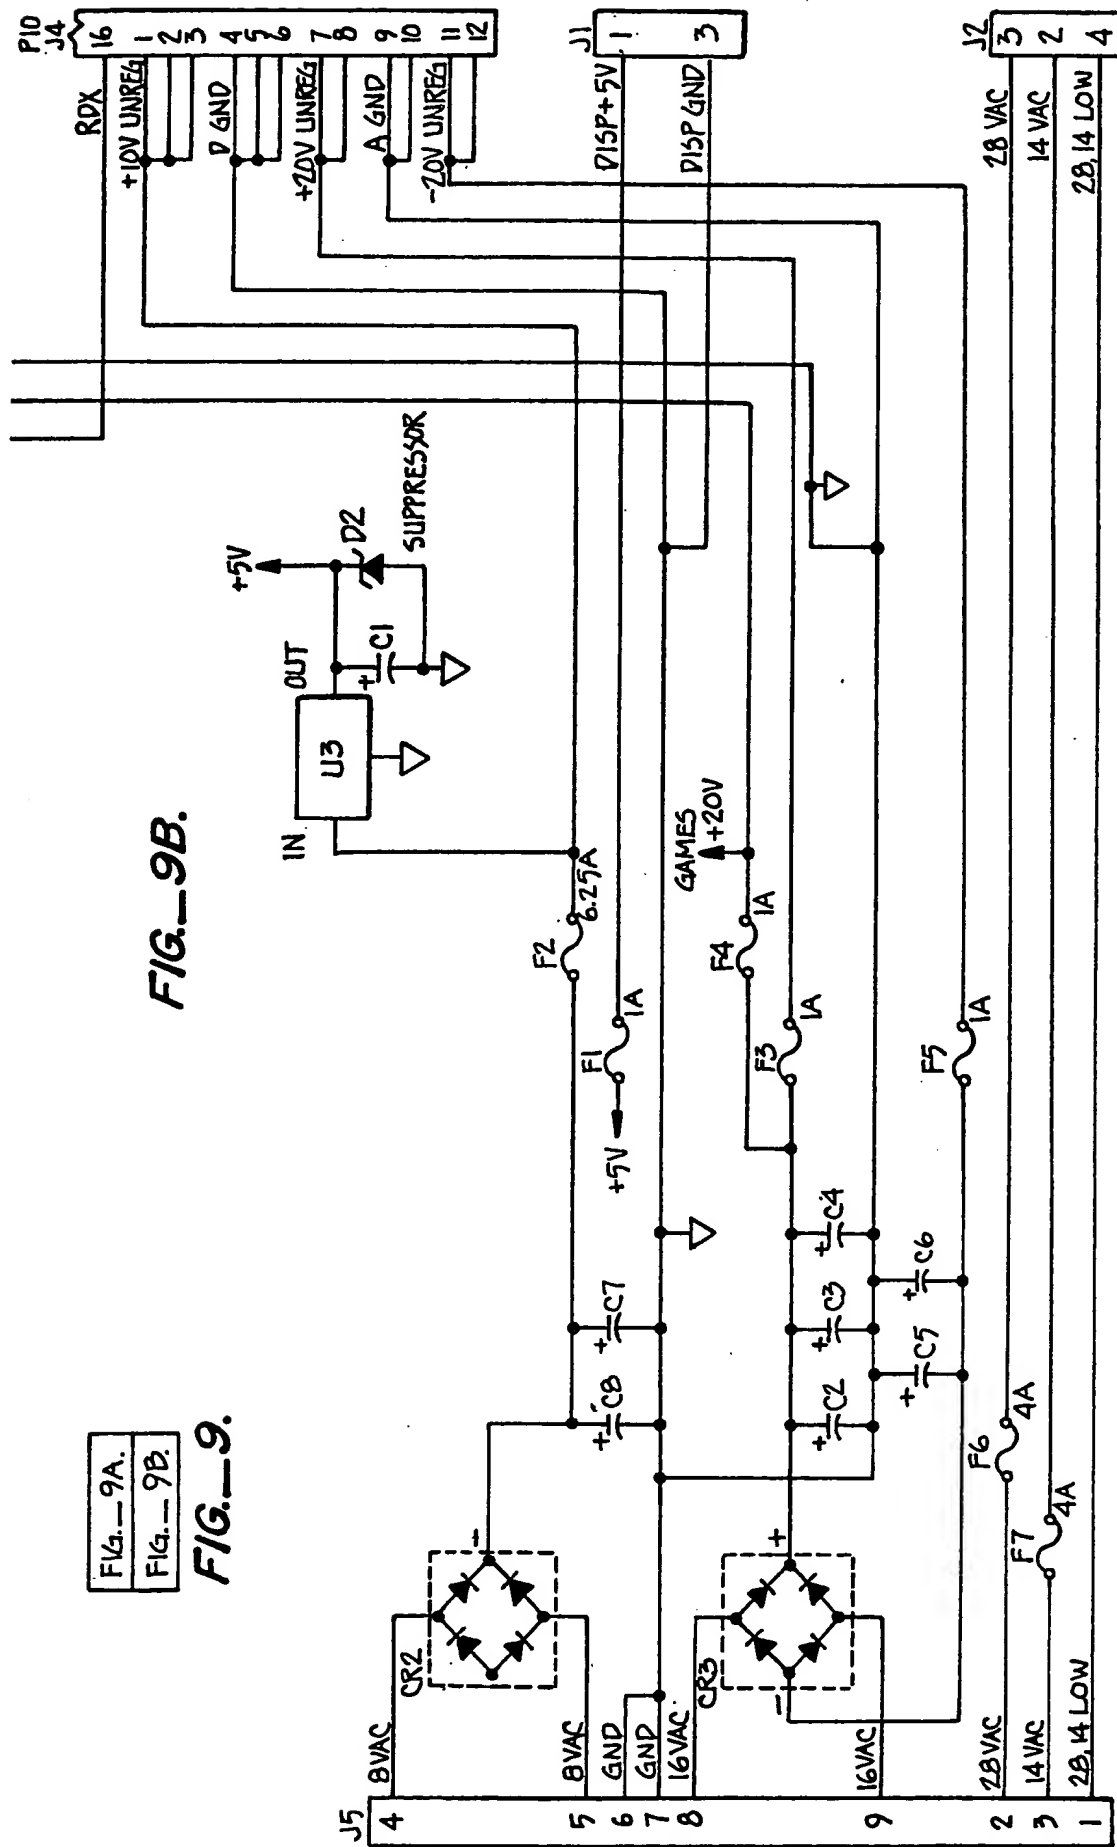 FIG.__9A.
FIG.__9B.
FIG.__9.
FIG.__9B.
J5
4
8VAC
5
8VAC
6
GND
7
GND
8
16VAC
9
16VAC
2
28VAC
3
14VAC
1
28,14 LOW
CR2
-
CR3
+
-
+ C8
+ C7
+ C2
+ C3
+ C4
+ C5
+ C6
F7
4A
F6
4A
+5V
F1
1A
F2
6.25A
F3
1A
F4
1A
F5
1A
GAMES
+20V
IN
U3
OUT
+ C1
+5V
D2
SUPPRESSOR
P10
J4
16
RDX
1
+10V UNREG
2
3
4
D GND
5
6
7
+20V UNREG
8
9
A GND
10
11
-20V UNREG
12
J1
1
DISP+5V
3
DISP GND
J2
3
28 VAC
2
14 VAC
4
28,14 LOW